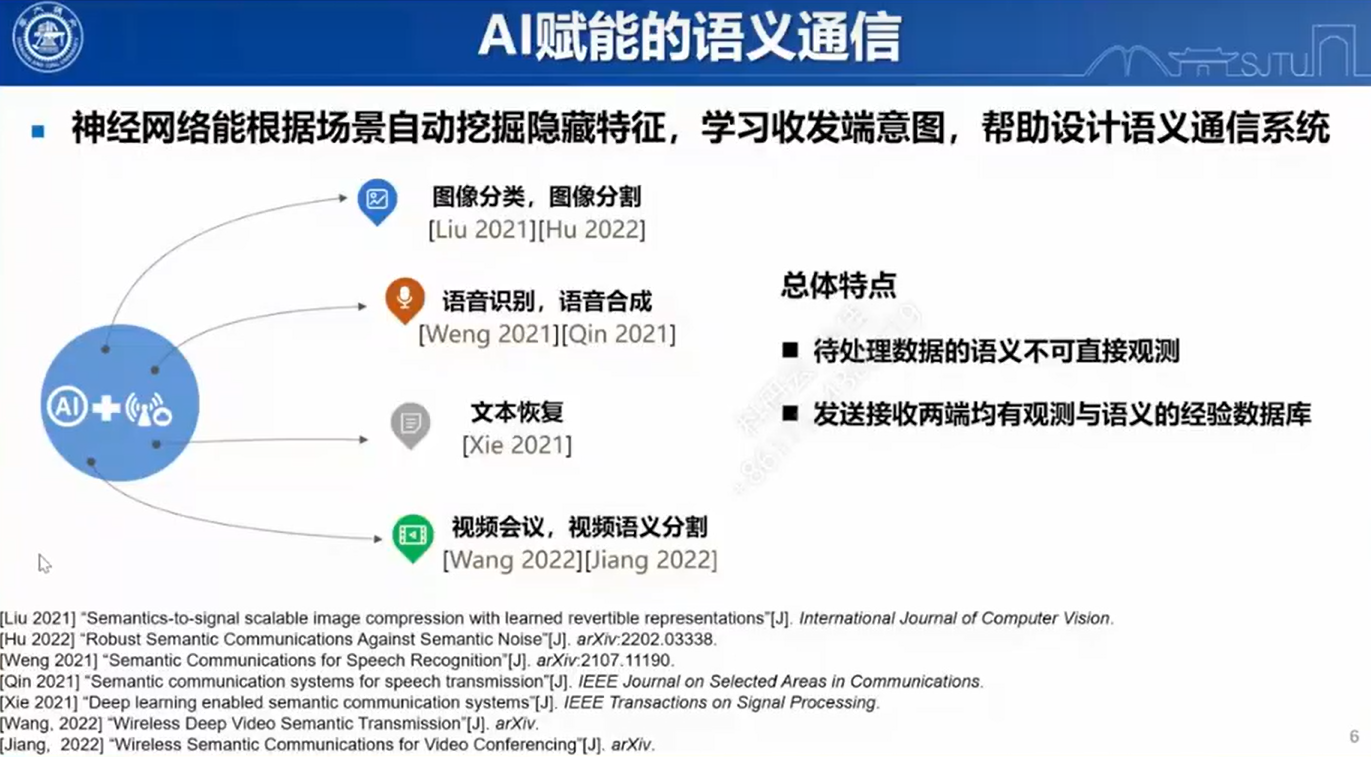 AI赋能的语义通信
SJTU
神经网络能根据场景自动挖掘隐藏特征，学习收发端意图，帮助设计语义通信系统
图像分类，图像分割
[Liu 2021][Hu 2022]
语音识别，语音合成
[Weng 2021][Qin 2021]
AI
文本恢复
[Xie 2021]
视频会议，视频语义分割
[Wang 2022][Jiang 2022]
总体特点
待处理数据的语义不可直接观测
发送接收两端均有观测与语义的经验数据库
[Liu 2021] “Semantics-to-signal scalable image compression with learned revertible representations”[J]. International Journal of Computer Vision.
[Hu 2022] “Robust Semantic Communications Against Semantic Noise”[J]. arXiv:2202.03338.
[Weng 2021] “Semantic Communications for Speech Recognition”[J]. arXiv:2107.11190.
[Qin 2021] “Semantic communication systems for speech transmission”[J]. IEEE Journal on Selected Areas in Communications.
[Xie 2021] “Deep learning enabled semantic communication systems”[J]. IEEE Transactions on Signal Processing.
[Wang, 2022] “Wireless Deep Video Semantic Transmission”[J]. arXiv.
[Jiang, 2022] “Wireless Semantic Communications for Video Conferencing”[J]. arXiv.
6